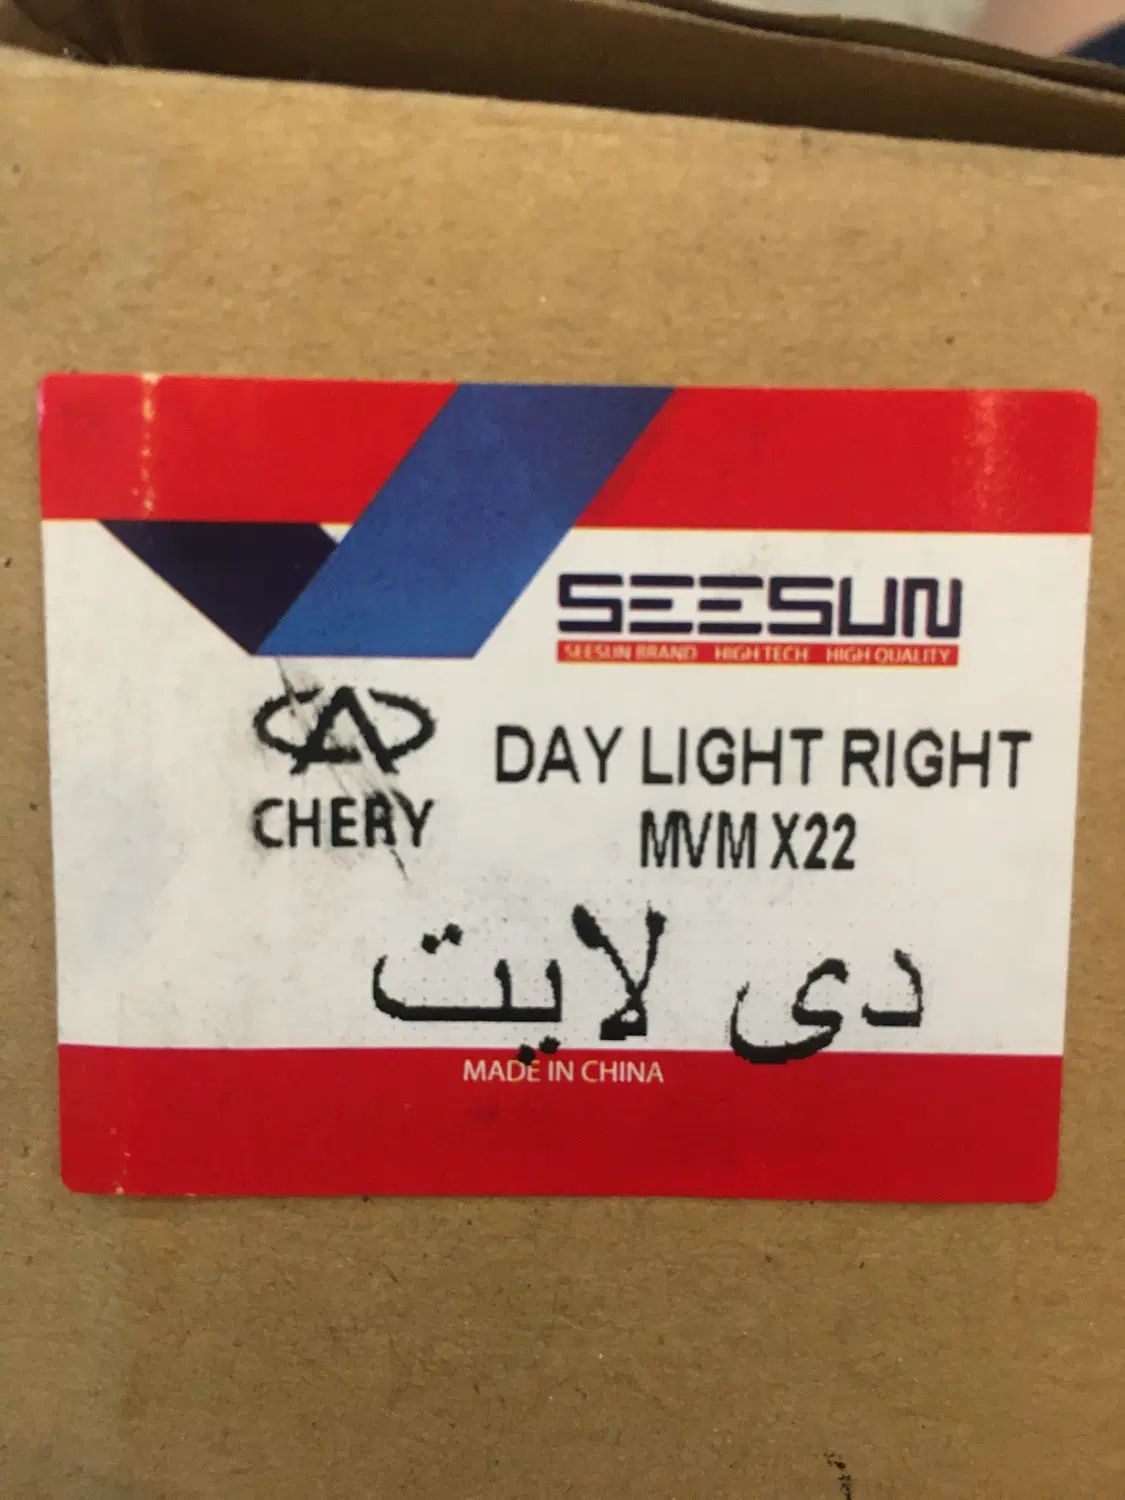 SEESUN
SEESUN BRAND HIGH TECH HIGH QUALITY
CHERY
DAY LIGHT RIGHT
MVM X22
دی لایت
MADE IN CHINA